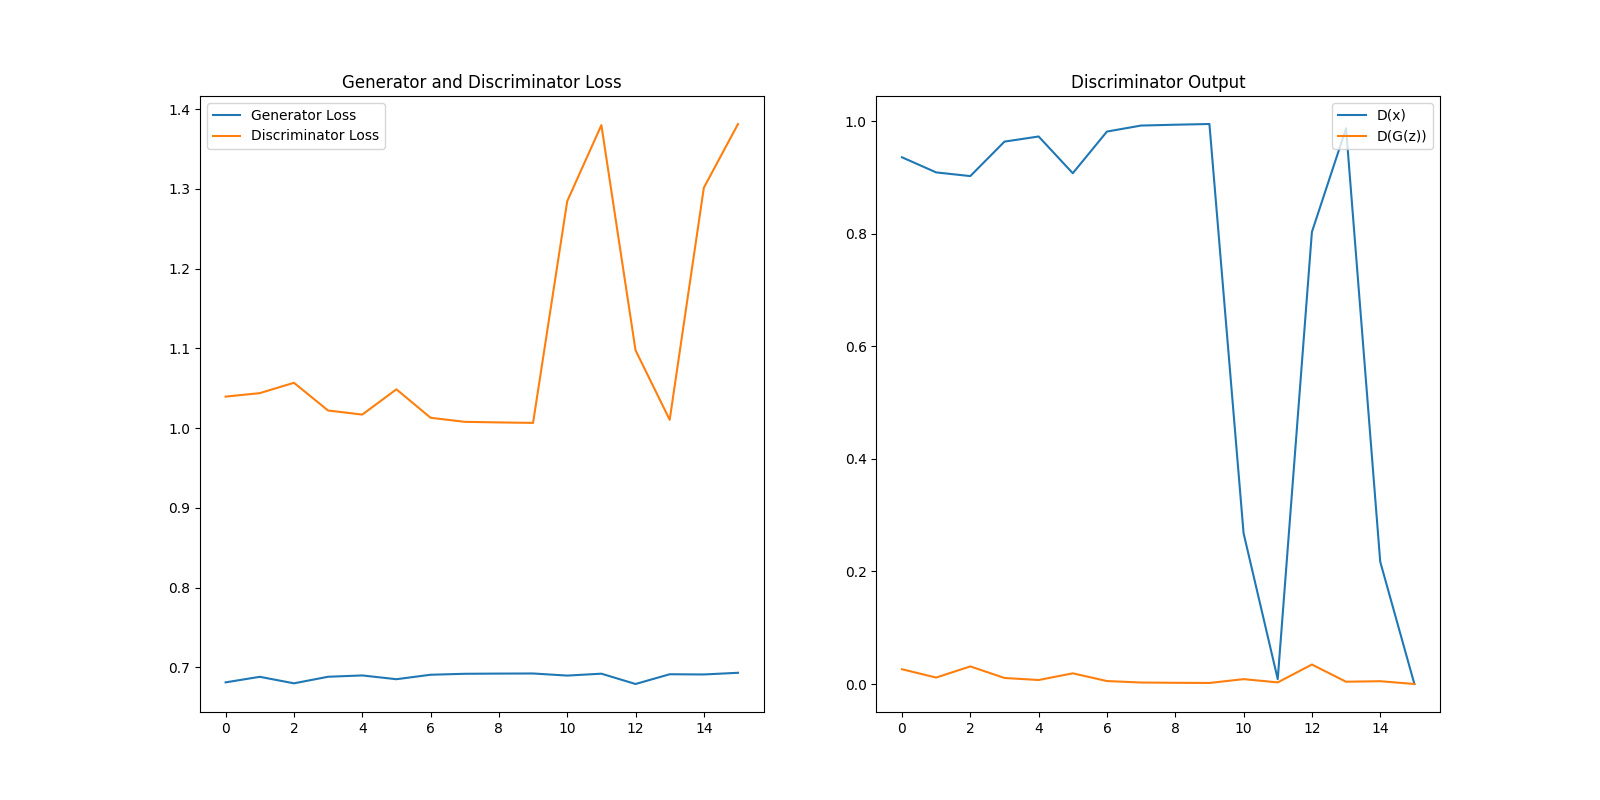 Generator and Discriminator Loss
Generator Loss
Discriminator Loss
1.4
1.3
1.2
1.1
1.0
0.9
0.8
0.7
0 2 4 6 8 10 12 14
Discriminator Output
D(x)
D(G(z))
1.0
0.8
0.6
0.4
0.2
0.0
0 2 4 6 8 10 12 14